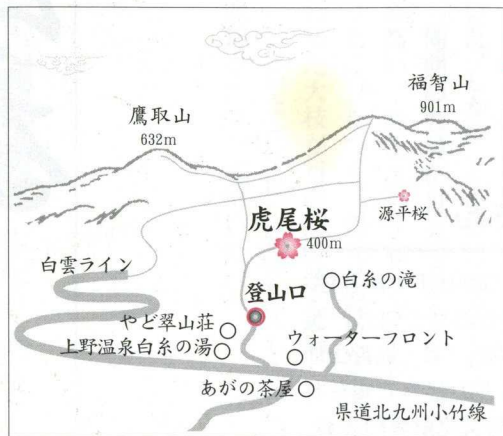 福智山
901m
鷹取山
632m
虎尾桜
400m
源平桜
白雲ライン
登山口
白糸の滝
やど翠山荘
上野温泉白糸の湯
ウォーターフロント
あがの茶屋
県道北九州小竹線